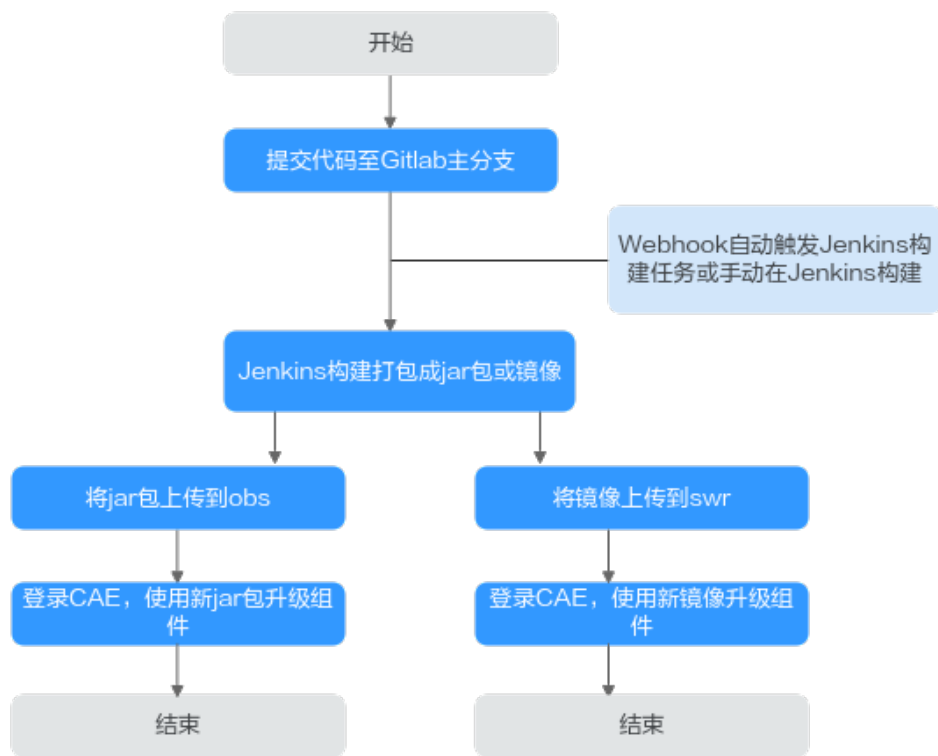 开始
提交代码至Gitlab主分支
Webhook自动触发Jenkins构
建任务或手动在Jenkins构建
Jenkins构建打包成jar包或镜像
将jar包上传到obs
将镜像上传到swr
登录CAE，使用新jar包升级组
件
登录CAE，使用新镜像升级组
件
结束
结束